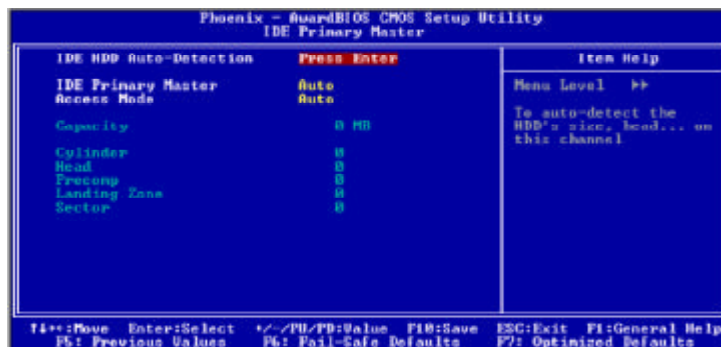 Phoenix - AwardBIOS CMOS Setup Utility
IDE Primary Master
IDE HDD Auto-Detection Press Enter
Item Help
IDE Primary Master Auto
Access Mode Auto
Menu Level ▸▸
Capacity 0 MB
To auto-detect the
HDD's size, head... on
this channel
Cylinder 0
Head 0
Precomp 0
Landing Zone 0
Sector 0
↑↓→←:Move Enter:Select +/-/PU/PD:Value F10:Save ESC:Exit F1:General Help
F5: Previous Values F6: Fail-Safe Defaults F7: Optimized Defaults